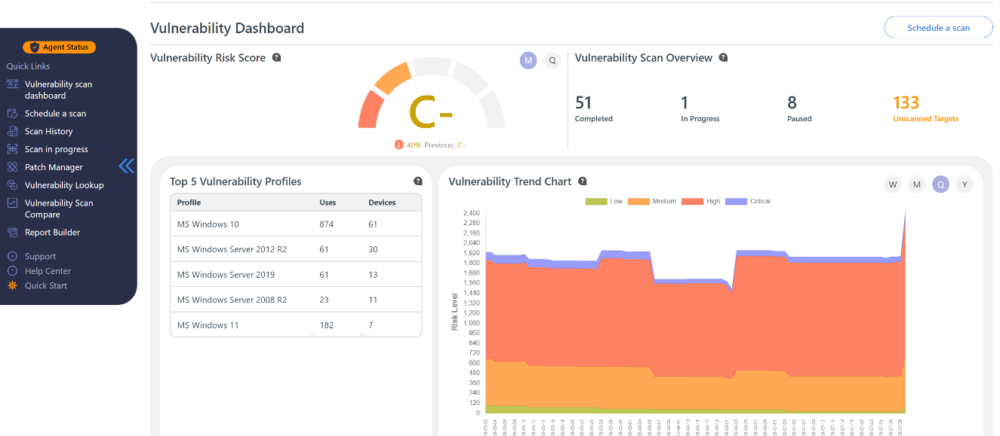 Agent Status
Quick Links
Vulnerability scan
dashboard
Schedule a scan
Scan History
Scan in progress
Patch Manager
Vulnerability Lookup
Vulnerability Scan
Compare
Report Builder
Support
Help Center
Quick Start
Vulnerability Dashboard
Schedule a scan
Vulnerability Risk Score ?
M Q
C-
! 40% Previous: C-
Vulnerability Scan Overview ?
51 1 8 133
Completed In Progress Paused Unscanned Targets
Top 5 Vulnerability Profiles ?
Profile Uses Devices
MS Windows 10 874 61
MS Windows Server 2012 R2 61 30
MS Windows Server 2019 61 13
MS Windows Server 2008 R2 23 11
MS Windows 11 182 7
Vulnerability Trend Chart ?
W M Q Y
Low Medium High Critical
Risk Level
2,400
2,280
2,160
2,040
1,920
1,800
1,680
1,560
1,440
1,320
1,200
1,080
960
840
720
600
480
360
240
120
0